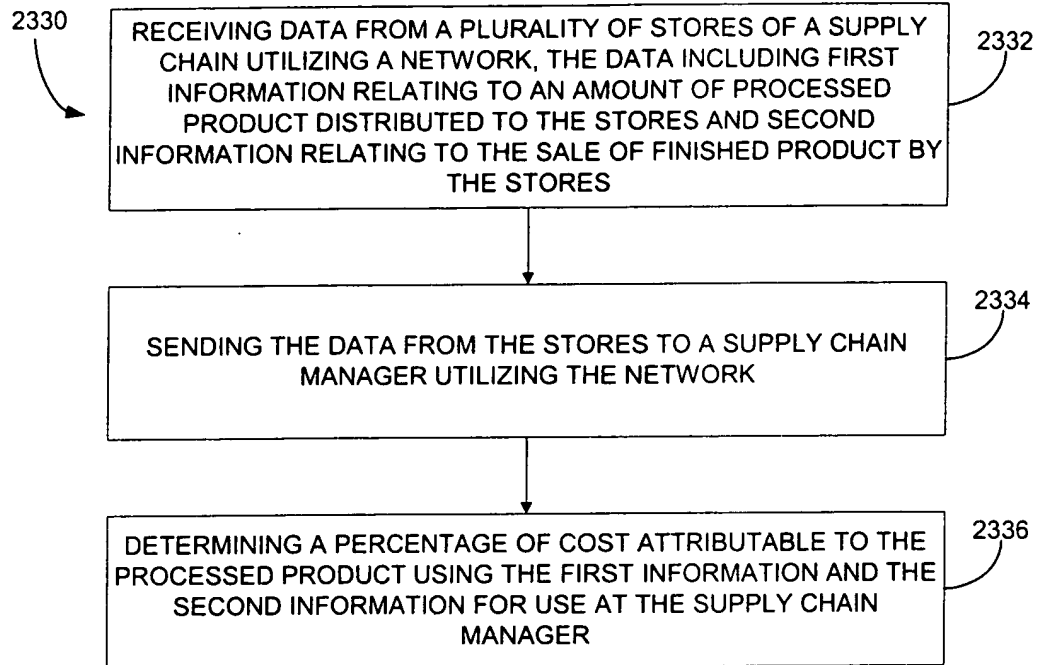 2330
RECEIVING DATA FROM A PLURALITY OF STORES OF A SUPPLY
CHAIN UTILIZING A NETWORK, THE DATA INCLUDING FIRST
INFORMATION RELATING TO AN AMOUNT OF PROCESSED
PRODUCT DISTRIBUTED TO THE STORES AND SECOND
INFORMATION RELATING TO THE SALE OF FINISHED PRODUCT BY
THE STORES
2332
SENDING THE DATA FROM THE STORES TO A SUPPLY CHAIN
MANAGER UTILIZING THE NETWORK
2334
DETERMINING A PERCENTAGE OF COST ATTRIBUTABLE TO THE
PROCESSED PRODUCT USING THE FIRST INFORMATION AND THE
SECOND INFORMATION FOR USE AT THE SUPPLY CHAIN
MANAGER
2336